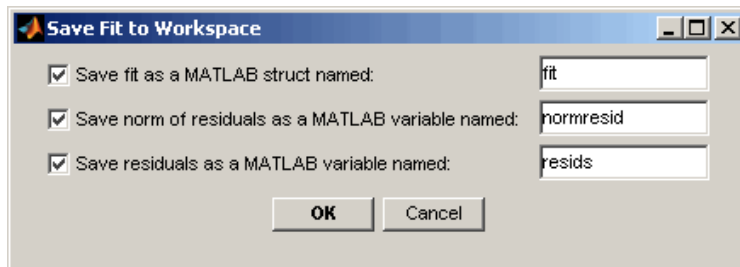 Save Fit to Workspace
Save fit as a MATLAB struct named: fit
Save norm of residuals as a MATLAB variable named: normresid
Save residuals as a MATLAB variable named: resids
OK Cancel